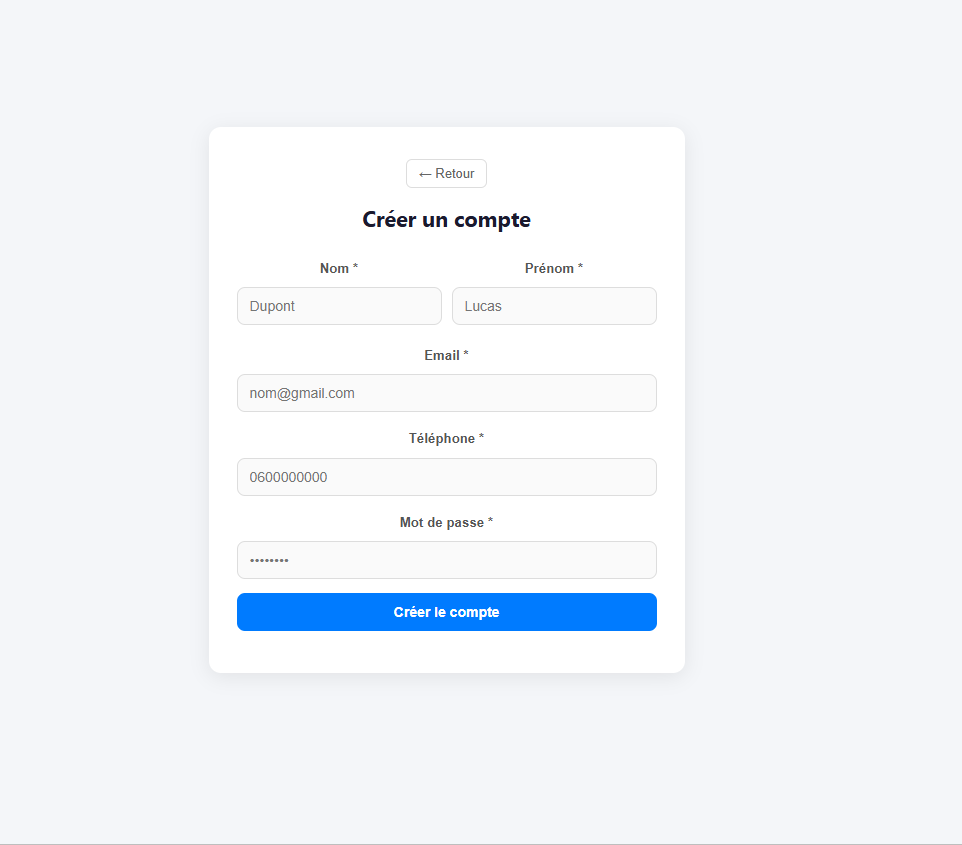 ← Retour
Créer un compte
Nom * Prénom *
Dupont Lucas
Email *
nom@gmail.com
Téléphone *
0600000000
Mot de passe *
••••••••
Créer le compte